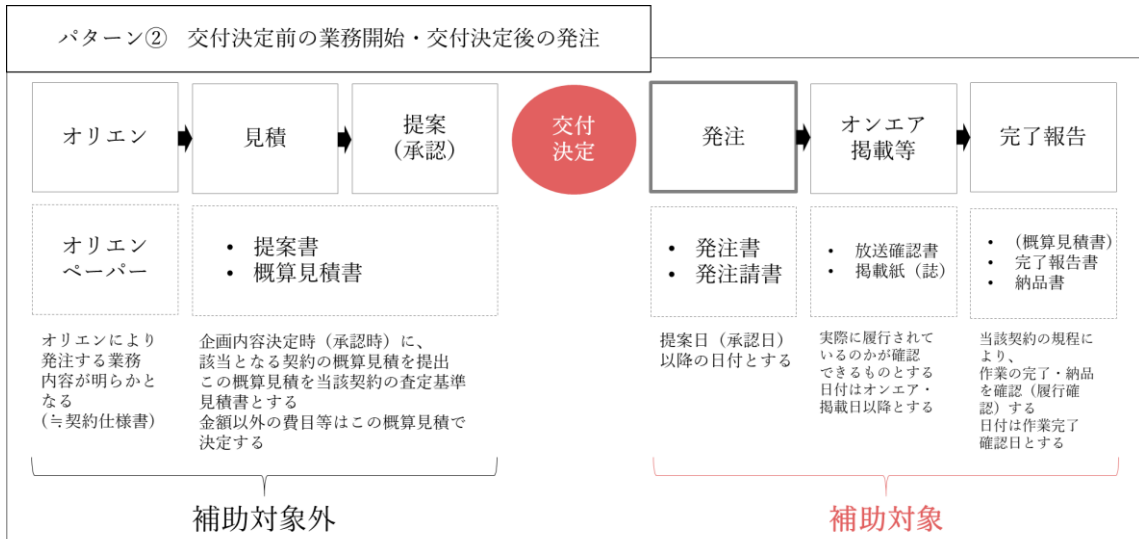 パターン②　交付決定前の業務開始・交付決定後の発注
オリエン
見積
提案
(承認)
交付
決定
発注
オンエア
掲載等
完了報告
オリエン
ペーパー
• 提案書
• 概算見積書
• 発注書
• 発注請書
• 放送確認書
• 掲載紙（誌）
• (概算見積書)
• 完了報告書
• 納品書
オリエンにより
発注する業務
内容が明らかと
なる
(≒契約仕様書)
企画内容決定時（承認時）に、
該当となる契約の概算見積を提出
この概算見積を当該契約の査定基準
見積書とする
金額以外の費目等はこの概算見積で
決定する
提案日（承認日）
以降の日付とする
実際に履行されて
いるのかが確認
できるものとする
日付はオンエア・
掲載日以降とする
当該契約の規程に
より、
作業の完了・納品
を確認（履行確
認）する
日付は作業完了
確認日とする
補助対象外
補助対象